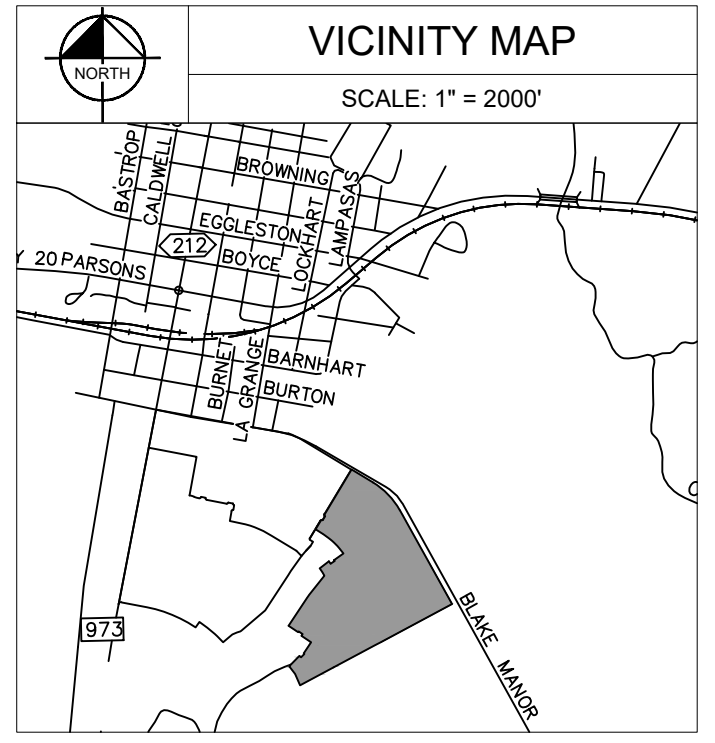 NORTH
VICINITY MAP
SCALE: 1" = 2000'
BASTROP
CALDWELL
BROWNING
EGGLESTON
LOCKHART
LAMPASAS
212
BOYCE
Y 20 PARSONS
BURNET
LA GRANGE
BARNHART
BURTON
973
BLAKE MANOR